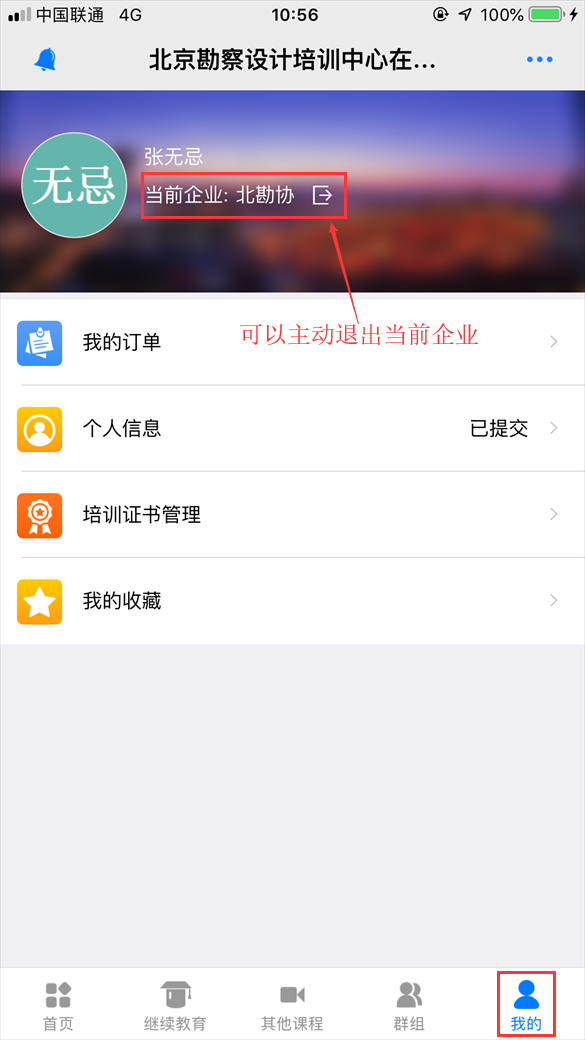 中国联通 4G 10:56 100%
北京勘察设计培训中心在...
无忌
张无忌
当前企业: 北勘协
可以主动退出当前企业
我的订单
个人信息 已提交
培训证书管理
我的收藏
首页 继续教育 其他课程 群组 我的